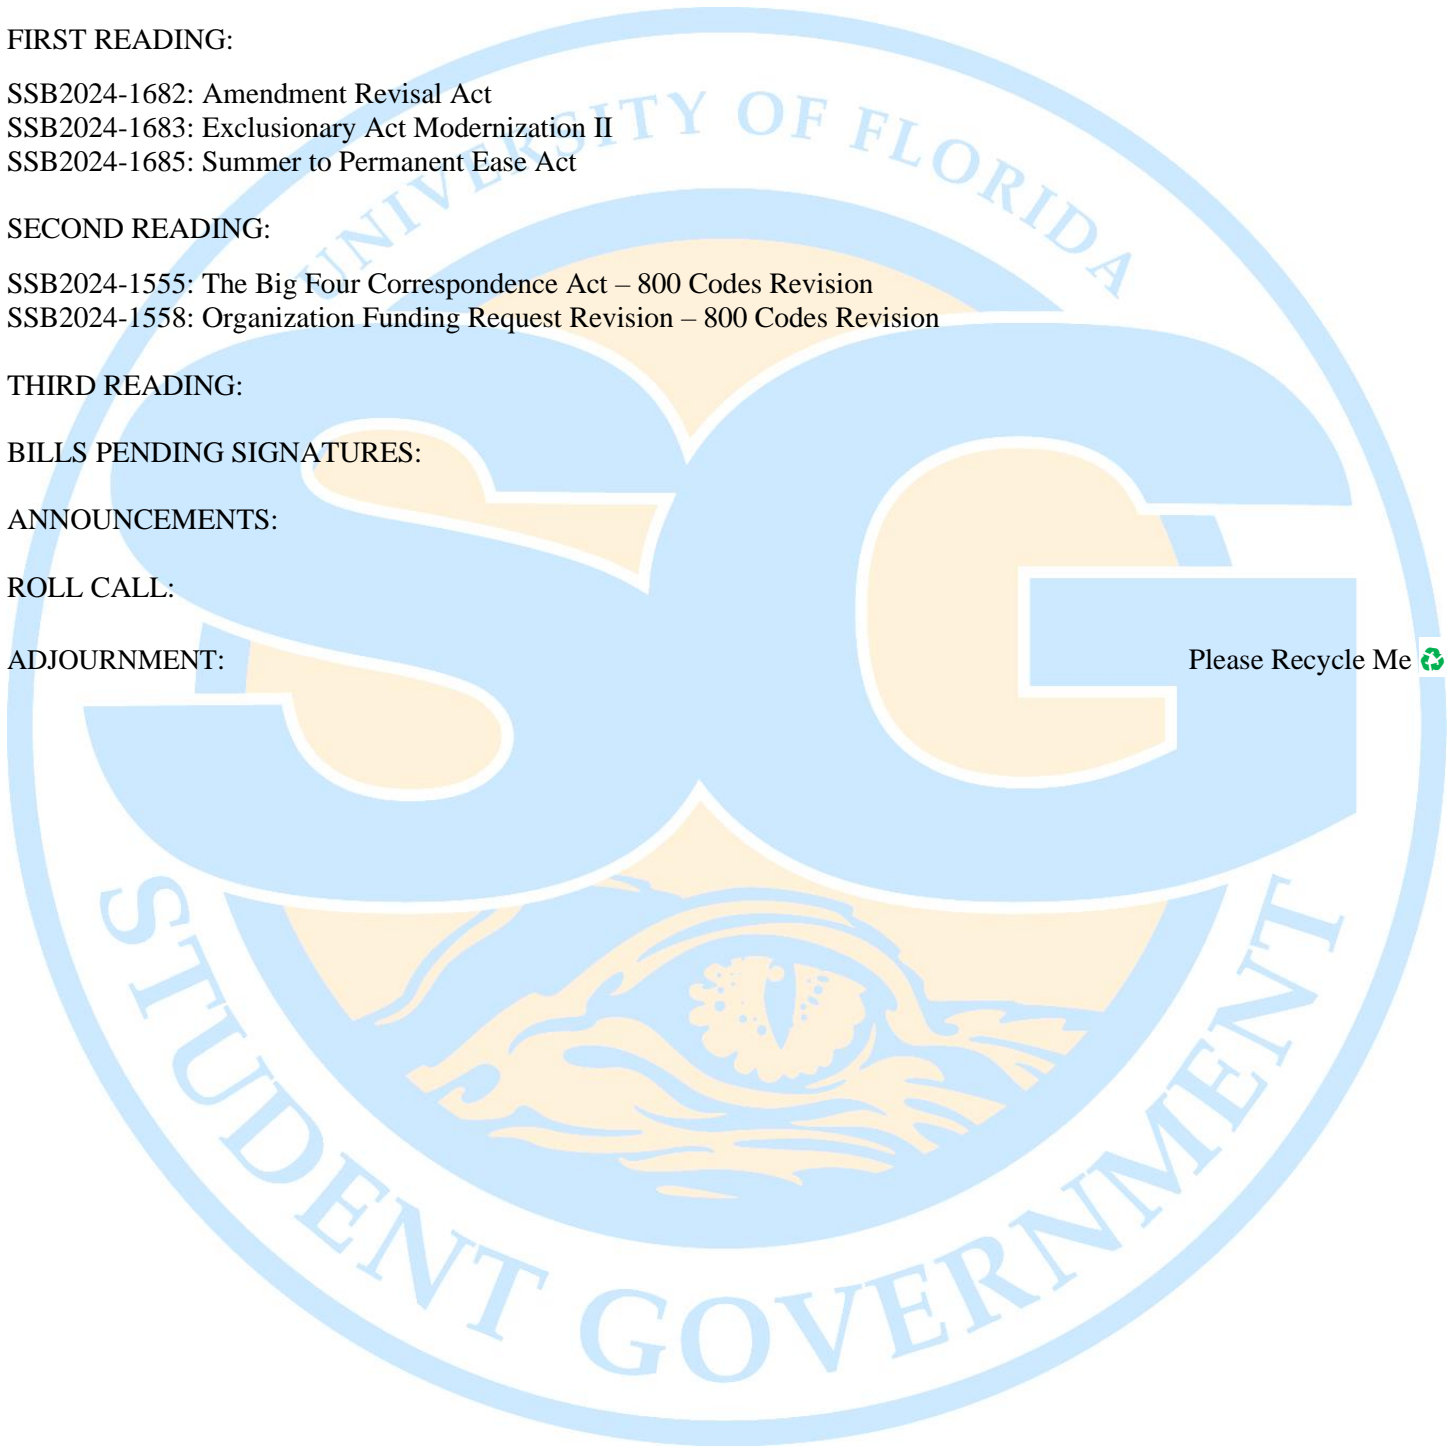 FIRST READING:
SSB2024-1682: Amendment Revisal Act
SSB2024-1683: Exclusionary Act Modernization II
SSB2024-1685: Summer to Permanent Ease Act
SECOND READING:
SSB2024-1555: The Big Four Correspondence Act – 800 Codes Revision
SSB2024-1558: Organization Funding Request Revision – 800 Codes Revision
THIRD READING:
BILLS PENDING SIGNATURES:
ANNOUNCEMENTS:
ROLL CALL:
ADJOURNMENT: Please Recycle Me ♻
UNIVERSITY OF FLORIDA
SG
STUDENT GOVERNMENT